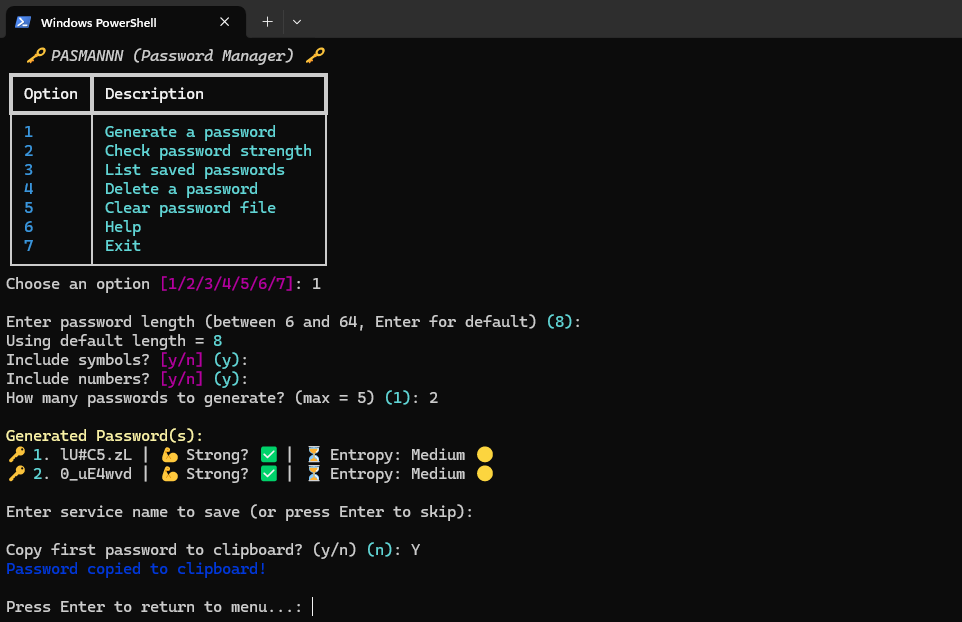 Windows PowerShell
🔑 PASMANNN (Password Manager) 🔑
Option Description
1 Generate a password
2 Check password strength
3 List saved passwords
4 Delete a password
5 Clear password file
6 Help
7 Exit
Choose an option [1/2/3/4/5/6/7]: 1
Enter password length (between 6 and 64, Enter for default) (8):
Using default length = 8
Include symbols? [y/n] (y):
Include numbers? [y/n] (y):
How many passwords to generate? (max = 5) (1): 2
Generated Password(s):
🔑 1. lU#C5.zL | 💪 Strong? ✅ | ⏳ Entropy: Medium 🟡
🔑 2. 0_uE4wvd | 💪 Strong? ✅ | ⏳ Entropy: Medium 🟡
Enter service name to save (or press Enter to skip):
Copy first password to clipboard? (y/n) (n): Y
Password copied to clipboard!
Press Enter to return to menu...: